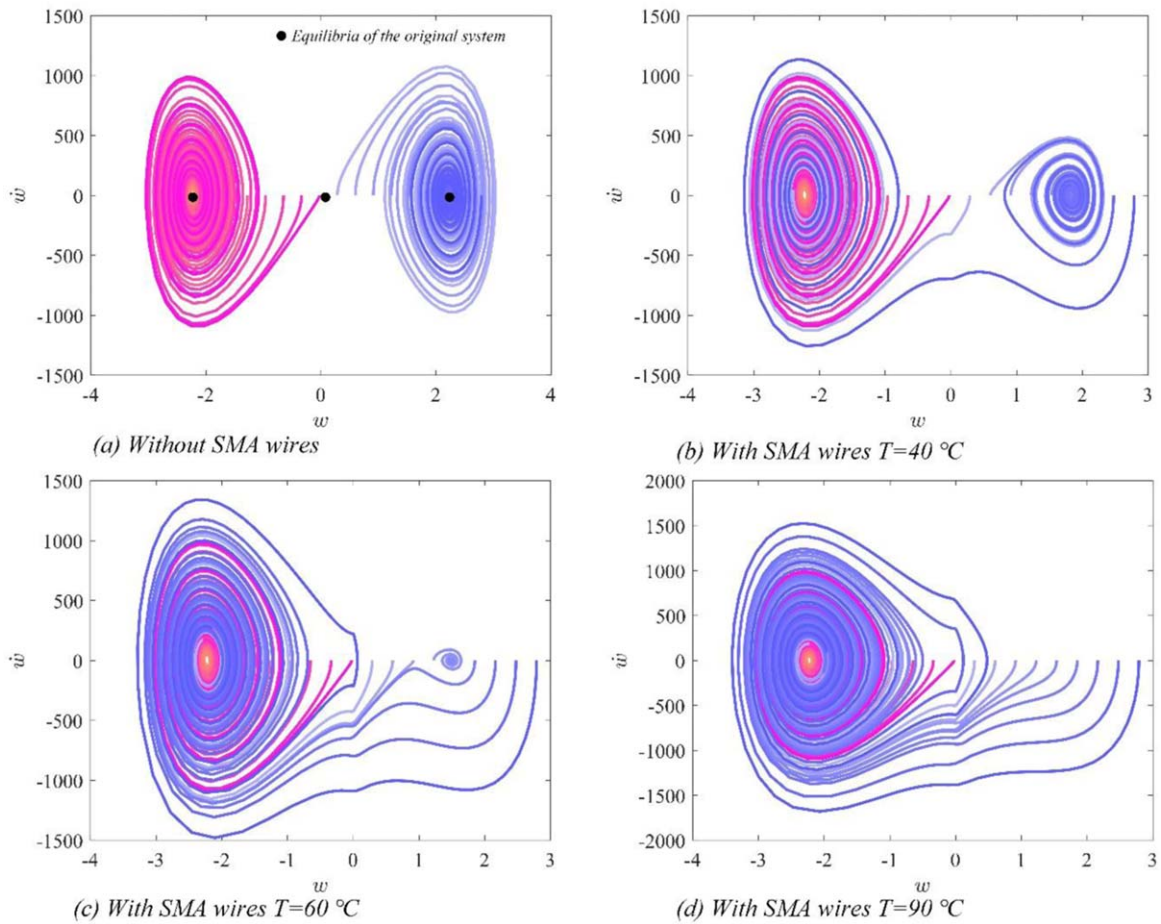 1500
● Equilibria of the original system
1000
500
ẇ
0
-500
-1000
-1500
-4 -2 0 2 4
w
(a) Without SMA wires
1500
1000
500
ẇ
0
-500
-1000
-1500
-4 -3 -2 -1 0 1 2 3
w
(b) With SMA wires T=40 °C
1500
1000
500
ẇ
0
-500
-1000
-1500
-4 -3 -2 -1 0 1 2 3
w
(c) With SMA wires T=60 °C
2000
1500
1000
500
ẇ
0
-500
-1000
-1500
-2000
-4 -3 -2 -1 0 1 2 3
w
(d) With SMA wires T=90 °C